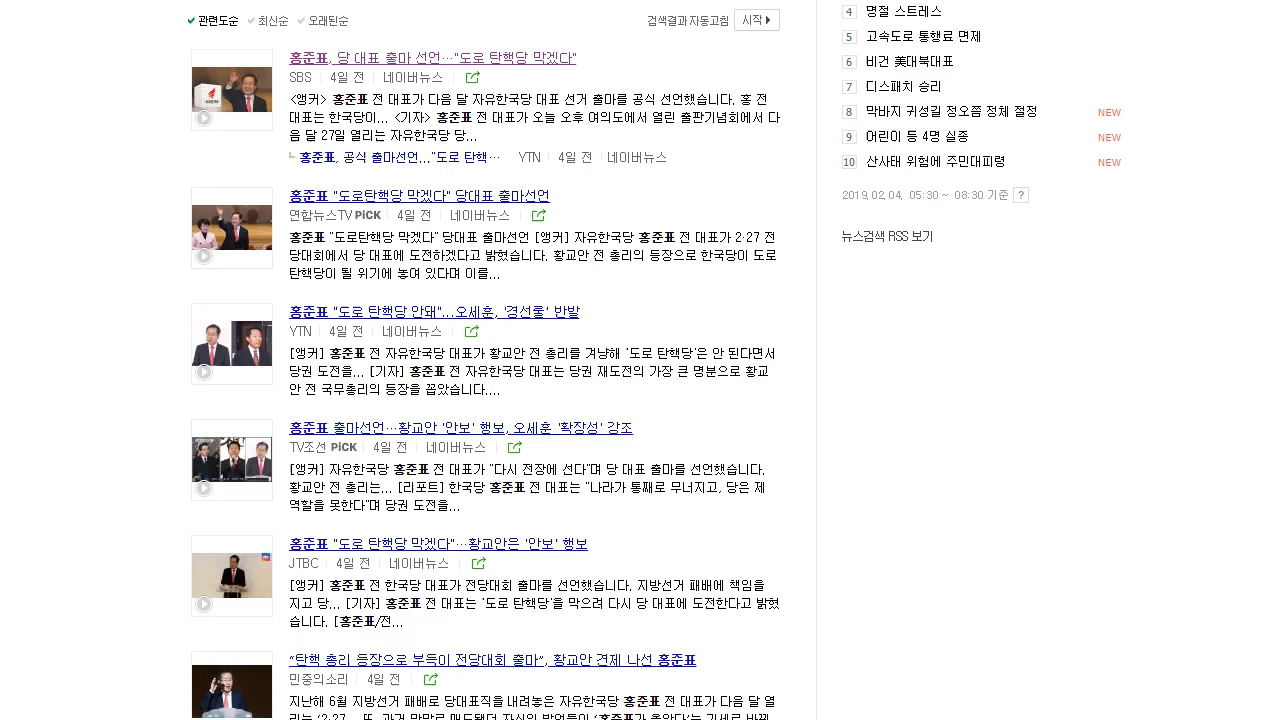 관련도순 최신순 오래된순
검색결과 자동고침 시작
홍준표, 당 대표 출마 선언…"도로 탄핵당 막겠다"
SBS 4일 전 네이버뉴스
<앵커> 홍준표 전 대표가 다음 달 자유한국당 대표 선거 출마를 공식 선언했습니다. 홍 전
대표는 한국당이... <기자> 홍준표 전 대표가 오늘 오후 여의도에서 열린 출판기념회에서 다
음 달 27일 열리는 자유한국당 당...
홍준표, 공식 출마선언..."도로 탄핵… YTN 4일 전 네이버뉴스
홍준표 "도로탄핵당 막겠다" 당대표 출마선언
연합뉴스TV PiCK 4일 전 네이버뉴스
홍준표 "도로탄핵당 막겠다" 당대표 출마선언 [앵커] 자유한국당 홍준표 전 대표가 2·27 전
당대회에서 당 대표에 도전하겠다고 밝혔습니다. 황교안 전 총리의 등장으로 한국당이 도로
탄핵당이 될 위기에 놓여 있다며 이를...
홍준표 "도로 탄핵당 안돼"...오세훈, '경선룰' 반발
YTN 4일 전 네이버뉴스
[앵커] 홍준표 전 자유한국당 대표가 황교안 전 총리를 겨냥해 '도로 탄핵당'은 안 된다면서
당권 도전을... [기자] 홍준표 전 자유한국당 대표는 당권 재도전의 가장 큰 명분으로 황교
안 전 국무총리의 등장을 꼽았습니다....
홍준표 출마선언…황교안 '안보' 행보, 오세훈 '확장성' 강조
TV조선 PiCK 4일 전 네이버뉴스
[앵커] 자유한국당 홍준표 전 대표가 "다시 전장에 선다"며 당 대표 출마를 선언했습니다.
황교안 전 총리는... [리포트] 한국당 홍준표 전 대표는 "나라가 통째로 무너지고, 당은 제
역할을 못한다"며 당권 도전을...
홍준표 "도로 탄핵당 막겠다"…황교안은 '안보' 행보
JTBC 4일 전 네이버뉴스
[앵커] 홍준표 전 한국당 대표가 전당대회 출마를 선언했습니다. 지방선거 패배에 책임을
지고 당... [기자] 홍준표 전 대표는 '도로 탄핵당'을 막으려 다시 당 대표에 도전한다고 밝혔
습니다. [홍준표/전...
“탄핵 총리 등장으로 부득이 전당대회 출마”, 황교안 견제 나선 홍준표
민중의소리 4일 전
지난해 6월 지방선거 패배로 당대표직을 내려놓은 자유한국당 홍준표 전 대표가 다음 달 열
4 명절 스트레스
5 고속도로 통행료 면제
6 비건 美대북대표
7 디스패치 승리
8 막바지 귀성길 정오쯤 정체 절정 NEW
9 어린이 등 4명 실종 NEW
10 산사태 위험에 주민대피령 NEW
2019.02.04. 05:30 ~ 08:30 기준 ?
뉴스검색 RSS 보기